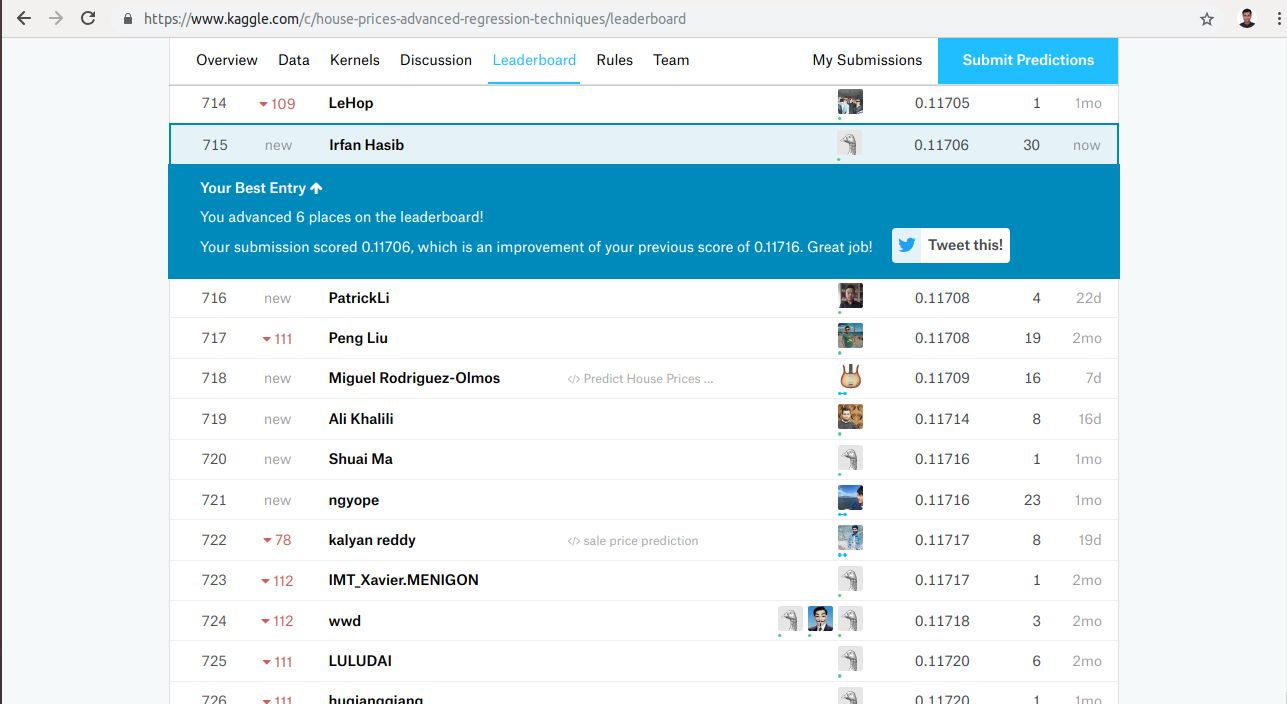 https://www.kaggle.com/c/house-prices-advanced-regression-techniques/leaderboard
Overview Data Kernels Discussion Leaderboard Rules Team My Submissions Submit Predictions
714 109 LeHop 0.11705 1 1mo
715 new Irfan Hasib 0.11706 30 now
Your Best Entry
You advanced 6 places on the leaderboard!
Your submission scored 0.11706, which is an improvement of your previous score of 0.11716. Great job! Tweet this!
716 new PatrickLi 0.11708 4 22d
717 111 Peng Liu 0.11708 19 2mo
718 new Miguel Rodriguez-Olmos </> Predict House Prices ... 0.11709 16 7d
719 new Ali Khalili 0.11714 8 16d
720 new Shuai Ma 0.11716 1 1mo
721 new ngyope 0.11716 23 1mo
722 78 kalyan reddy </> sale price prediction 0.11717 8 19d
723 112 IMT_Xavier.MENIGON 0.11717 1 2mo
724 112 wwd 0.11718 3 2mo
725 111 LULUDAI 0.11720 6 2mo
726 111 huqiangqiang 0.11720 1 1mo